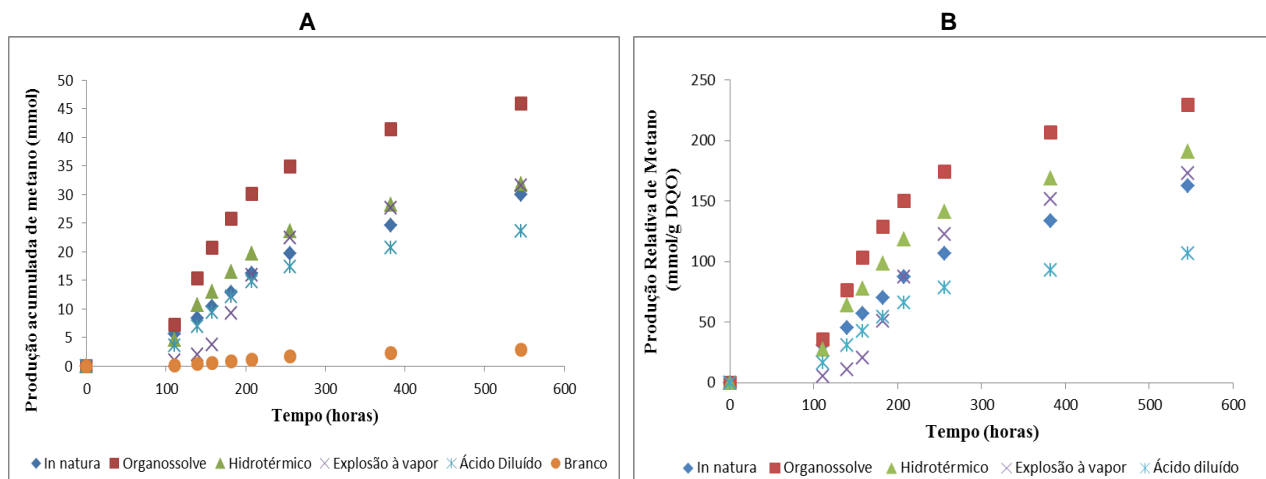 A
Produção acumulada de metano (mmol)
50
45
40
35
30
25
20
15
10
5
0
0 100 200 300 400 500 600
Tempo (horas)
In natura Organossolve Hidrotérmico Explosão à vapor Ácido Diluído Branco
B
Produção Relativa de Metano
(mmol/g DQO)
250
200
150
100
50
0
0 100 200 300 400 500 600
Tempo (horas)
In natura Organossolve Hidrotérmico Explosão à vapor Ácido diluído